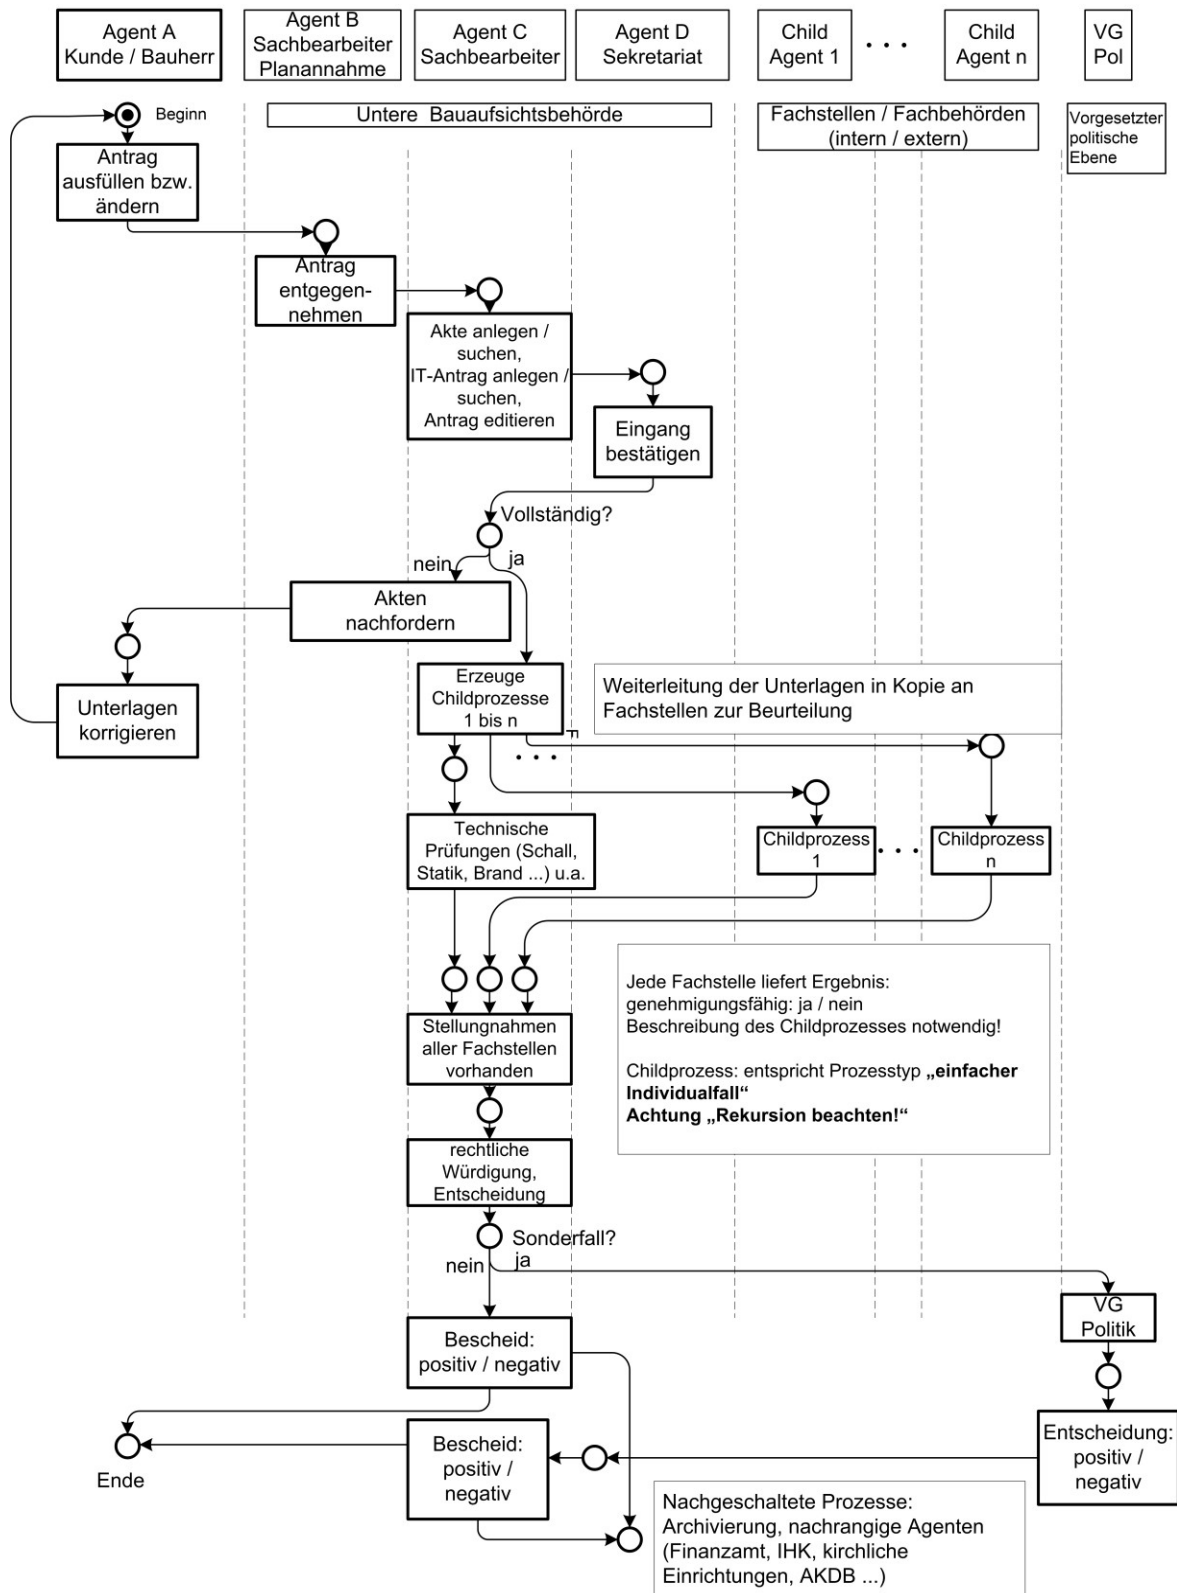 Agent A
Kunde / Bauherr
Agent B
Sachbearbeiter
Planannahme
Agent C
Sachbearbeiter
Agent D
Sekretariat
Child
Agent 1
. . .
Child
Agent n
VG
Pol
Beginn
Untere Bauaufsichtsbehörde
Fachstellen / Fachbehörden
(intern / extern)
Vorgesetzter
politische
Ebene
Antrag
ausfüllen bzw.
ändern
Antrag
entgegen-
nehmen
Akte anlegen /
suchen,
IT-Antrag anlegen /
suchen,
Antrag editieren
Eingang
bestätigen
Vollständig?
nein
ja
Akten
nachfordern
Unterlagen
korrigieren
Erzeuge
Childprozesse
1 bis n
F
. . .
Weiterleitung der Unterlagen in Kopie an
Fachstellen zur Beurteilung
Technische
Prüfungen (Schall,
Statik, Brand ...) u.a.
Childprozess
1
. . .
Childprozess
n
Jede Fachstelle liefert Ergebnis:
genehmigungsfähig: ja / nein
Beschreibung des Childprozesses notwendig!
Childprozess: entspricht Prozesstyp „einfacher
Individualfall“
Achtung „Rekursion beachten!“
Stellungnahmen
aller Fachstellen
vorhanden
rechtliche
Würdigung,
Entscheidung
Sonderfall?
nein
ja
VG
Politik
Bescheid:
positiv / negativ
Entscheidung:
positiv /
negativ
Bescheid:
positiv /
negativ
Ende
Nachgeschaltete Prozesse:
Archivierung, nachrangige Agenten
(Finanzamt, IHK, kirchliche
Einrichtungen, AKDB ...)